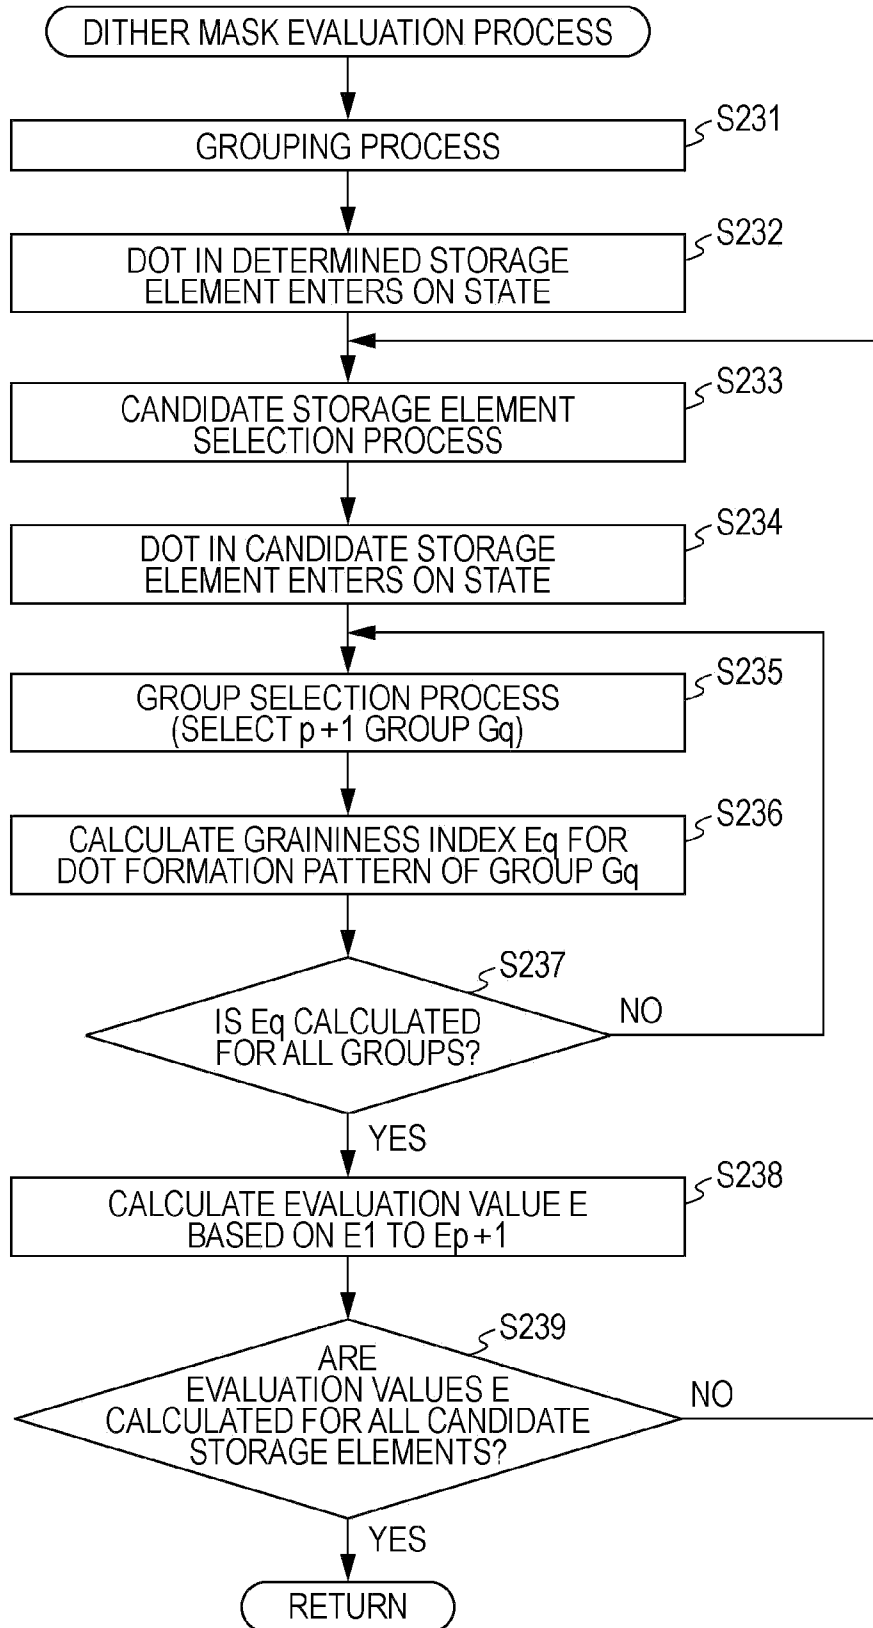 DITHER MASK EVALUATION PROCESS
S231
GROUPING PROCESS
S232
DOT IN DETERMINED STORAGE
ELEMENT ENTERS ON STATE
S233
CANDIDATE STORAGE ELEMENT
SELECTION PROCESS
S234
DOT IN CANDIDATE STORAGE
ELEMENT ENTERS ON STATE
S235
GROUP SELECTION PROCESS
(SELECT p+1 GROUP Gq)
S236
CALCULATE GRAININESS INDEX Eq FOR
DOT FORMATION PATTERN OF GROUP Gq
S237
IS Eq CALCULATED
FOR ALL GROUPS?
NO
YES
S238
CALCULATE EVALUATION VALUE E
BASED ON E1 TO Ep+1
S239
ARE
EVALUATION VALUES E
CALCULATED FOR ALL CANDIDATE
STORAGE ELEMENTS?
NO
YES
RETURN